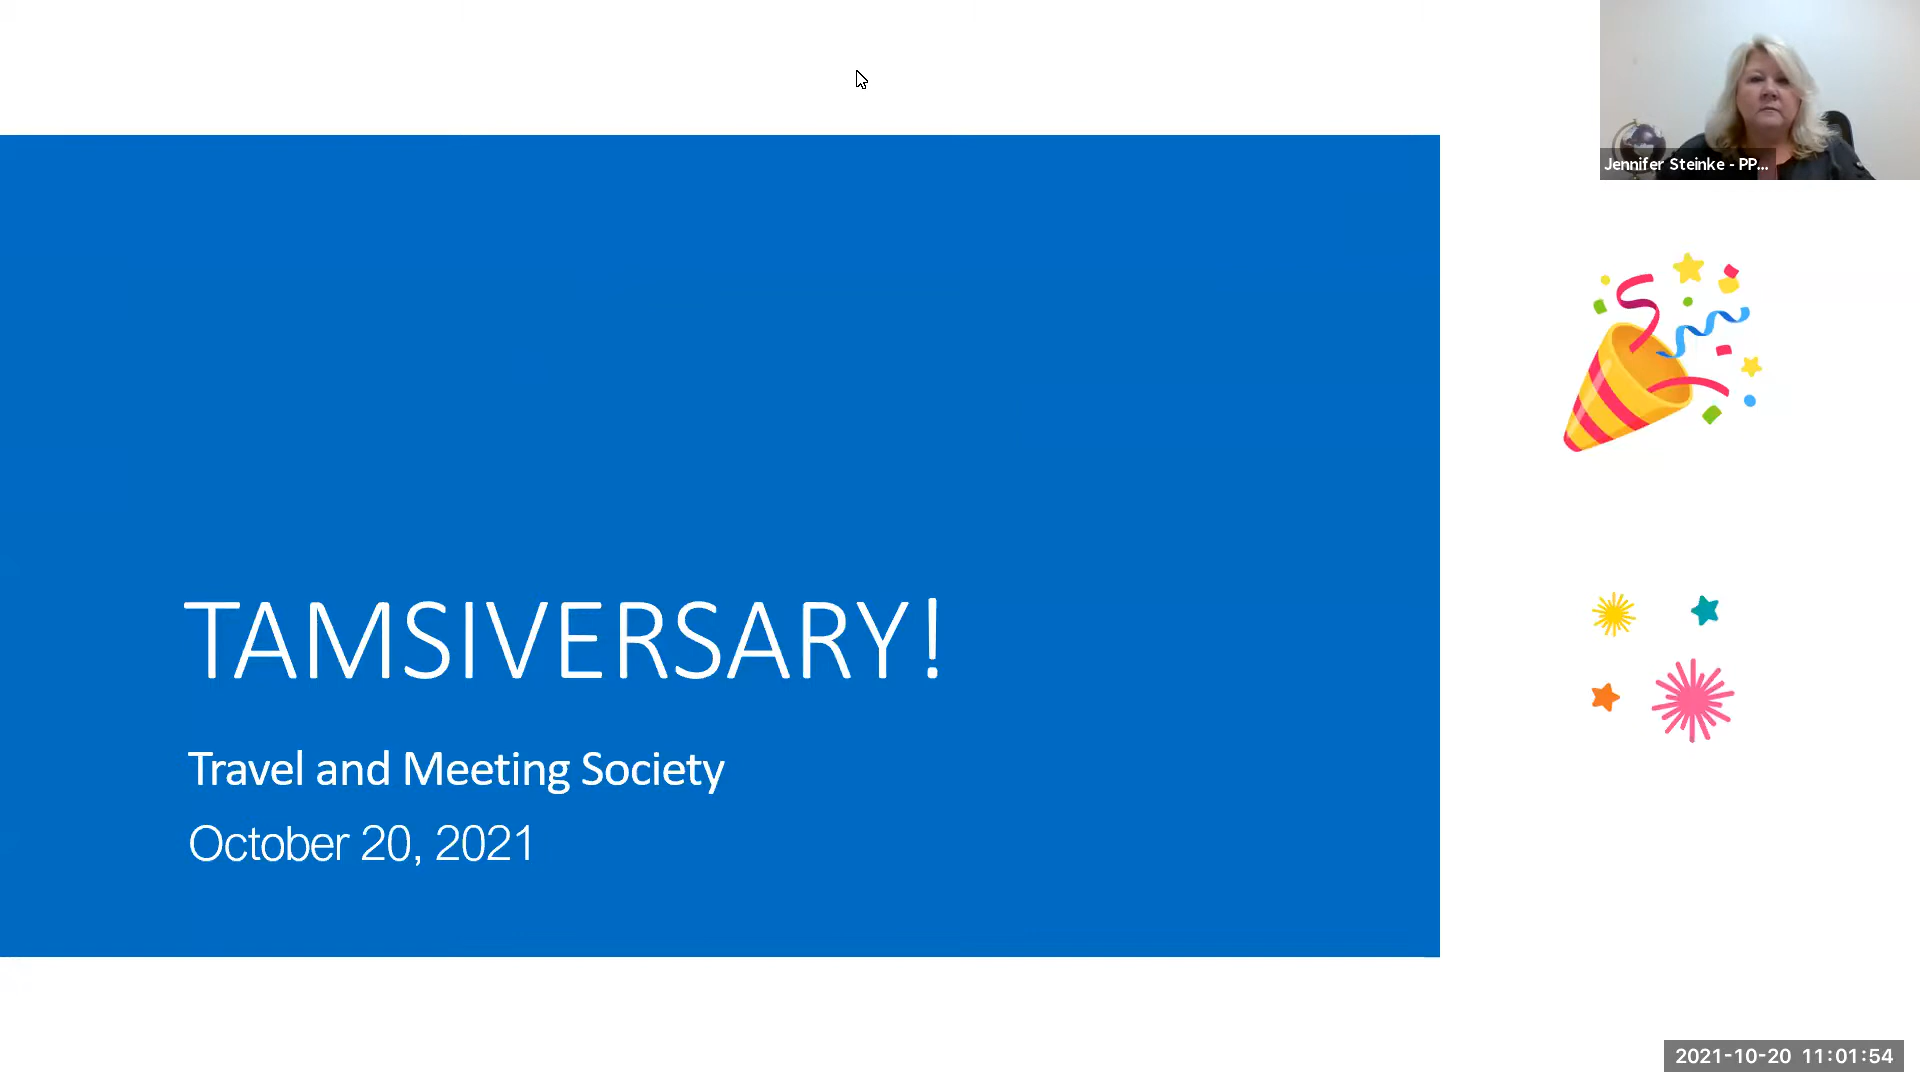 Jennifer Steinke - PP...
TAMSIVERSARY!
Travel and Meeting Society
October 20, 2021
2021-10-20 11:01:54